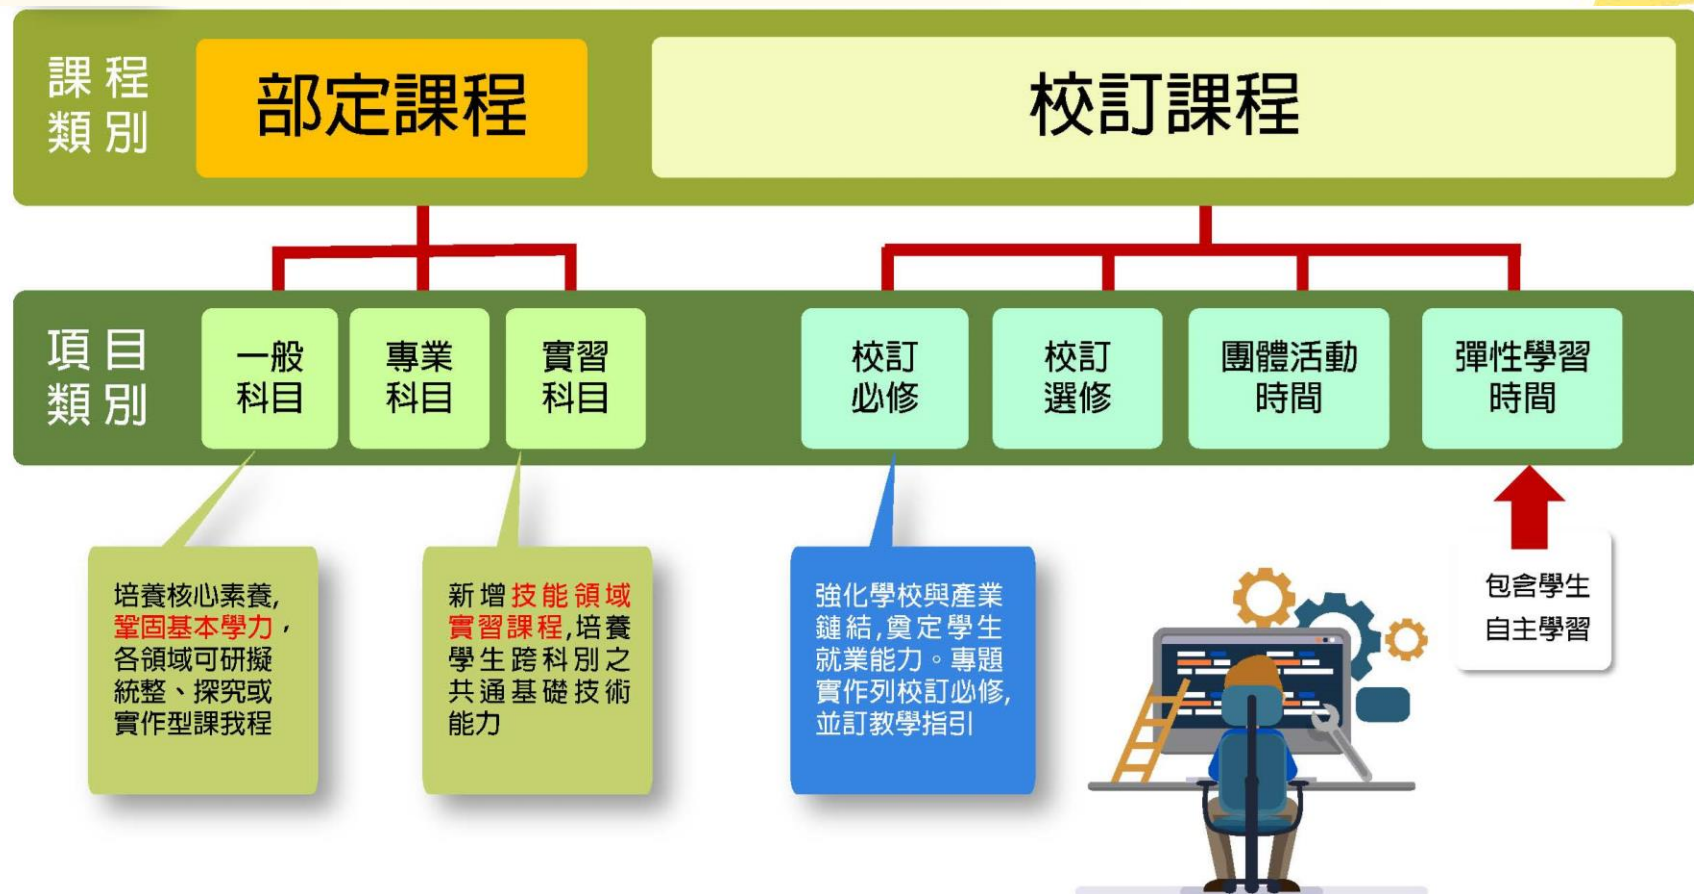 課程
類別
部定課程
校訂課程
項目
類別
一般
科目
專業
科目
實習
科目
校訂
必修
校訂
選修
團體活動
時間
彈性學習
時間
培養核心素養,
鞏固基本學力,
各領域可研擬
統整、探究或
實作型課我程
新增技能領域
實習課程,培養
學生跨科別之
共通基礎技術
能力
強化學校與產業
鏈結,奠定學生
就業能力。專題
實作列校訂必修,
並訂教學指引
包含學生
自主學習